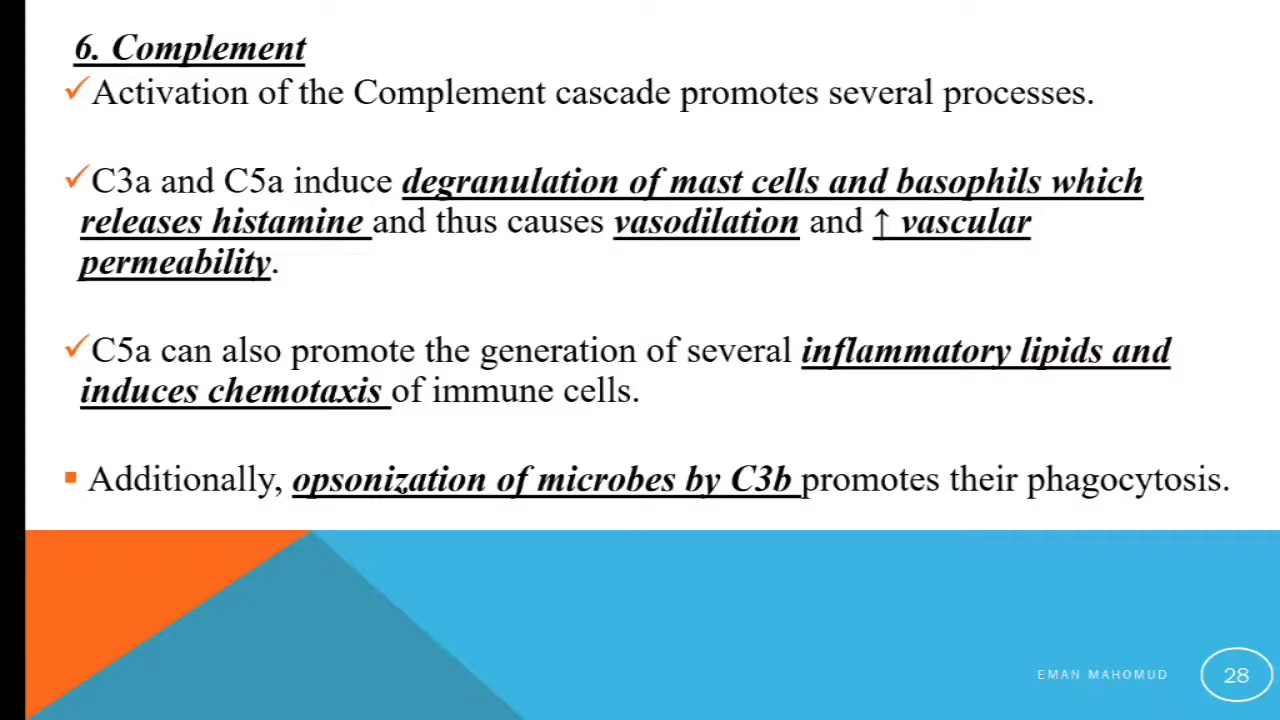 6. Complement
✓Activation of the Complement cascade promotes several processes.
✓C3a and C5a induce degranulation of mast cells and basophils which
releases histamine and thus causes vasodilation and ↑ vascular
permeability.
✓C5a can also promote the generation of several inflammatory lipids and
induces chemotaxis of immune cells.
▪ Additionally, opsonization of microbes by C3b promotes their phagocytosis.
EMAN MAHOMUD
28